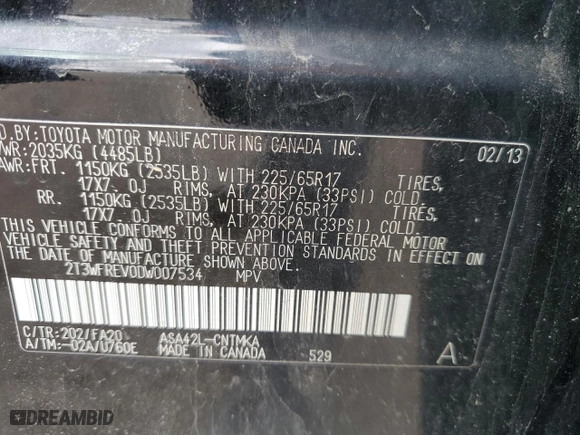 D.BY:TOYOTA MOTOR MANUFACTURING CANADA INC.
WR:2035KG (4485LB) 02/13
AWR:FRT. 1150KG (2535LB) WITH 225/65R17 TIRES,
17X7.0J RIMS, AT 230KPA (33PSI) COLD.
RR. 1150KG (2535LB) WITH 225/65R17 TIRES,
17X7.0J RIMS, AT 230KPA (33PSI) COLD.
THIS VEHICLE CONFORMS TO ALL APPLICABLE FEDERAL MOTOR
VEHICLE SAFETY AND THEFT PREVENTION STANDARDS IN EFFECT ON
THE DATE OF MANUFACTURE SHOWN ABOVE.
2T3WFREV0DW007534 MPV
C/TR:202/FA20 ASA42L-CNTMKA
A/TM:-02A/U760E MADE IN CANADA 529 A
DREAMBID